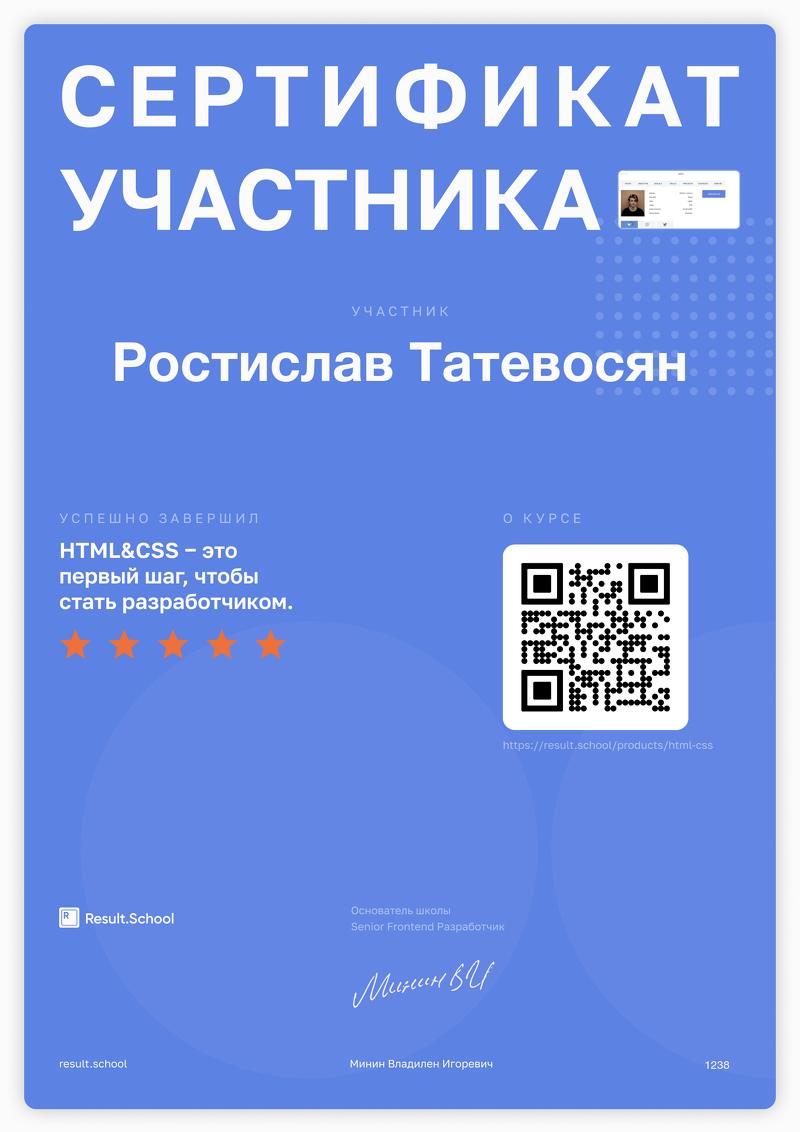 СЕРТИФИКАТ
УЧАСТНИКА
УЧАСТНИК
Ростислав Татевосян
УСПЕШНО ЗАВЕРШИЛ
HTML&CSS – это
первый шаг, чтобы
стать разработчиком.
О КУРСЕ
https://result.school/products/html-css
R
Result.School
Основатель школы
Senior Frontend Разработчик
Минин ВИ
result.school
Минин Владилен Игоревич
1238